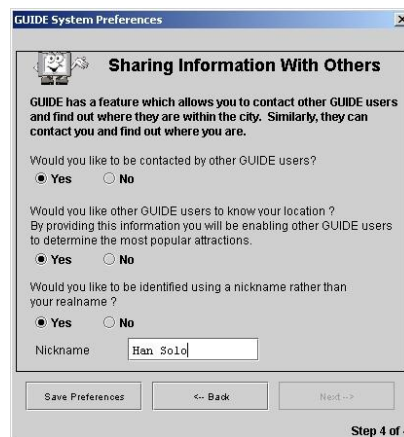 GUIDE System Preferences
Sharing Information With Others
GUIDE has a feature which allows you to contact other GUIDE users
and find out where they are within the city. Similarly, they can
contact you and find out where you are.
Would you like to be contacted by other GUIDE users?
Yes No
Would you like other GUIDE users to know your location ?
By providing this information you will be enabling other GUIDE users
to determine the most popular attractions.
Yes No
Would you like to be identified using a nickname rather than
your realname ?
Yes No
Nickname Han Solo
Save Preferences <-- Back Next -->
Step 4 of